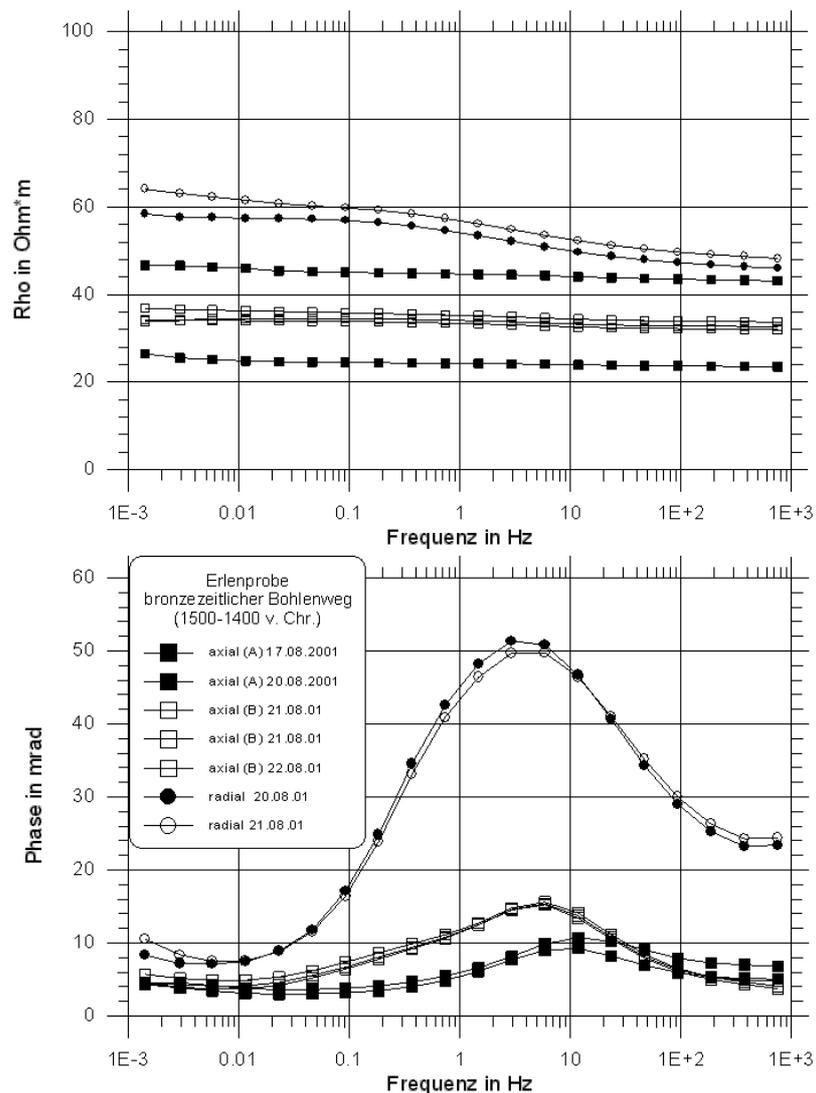 100
80
60
40
20
0
Rho in Ohm*m
1E-3 0.01 0.1 1 10 1E+2 1E+3
Frequenz in Hz
60
50
40
30
20
10
0
Phase in mrad
Erlenprobe
bronzezeitlicher Bohlenweg
(1500-1400 v. Chr.)
axial (A) 17.08.2001
axial (A) 20.08.2001
axial (B) 21.08.01
axial (B) 21.08.01
axial (B) 22.08.01
radial 20.08.01
radial 21.08.01
1E-3 0.01 0.1 1 10 1E+2 1E+3
Frequenz in Hz